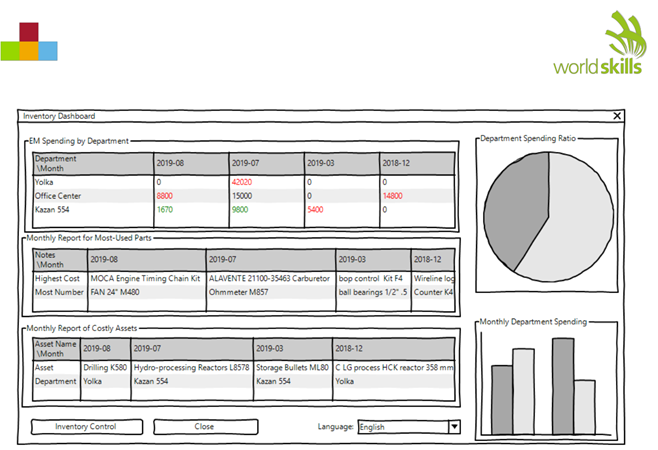 worldskills
Inventory Dashboard
EM Spending by Department
Department \Month 2019-08 2019-07 2019-03 2018-12
Yolka 0 42020 0 0
Office Center 8800 15000 0 14800
Kazan 554 1670 9800 5400 0
Department Spending Ratio
Monthly Report for Most-Used Parts
Notes \Month 2019-08 2019-07 2019-03 2018-12
Highest Cost MOCA Engine Timing Chain Kit ALAVENTE 21100-35463 Carburetor bop control Kit F4 Wireline log
Most Number FAN 24" M480 Ohmmeter M857 ball bearings 1/2" .5 Counter K4
Monthly Report of Costly Assets
Asset Name \Month 2019-08 2019-07 2019-03 2018-12
Asset Drilling K580 Hydro-processing Reactors L8578 Storage Bullets ML80 C LG process HCK reactor 358 mm
Department Yolka Kazan 554 Kazan 554 Yolka
Monthly Department Spending
Inventory Control Close Language: English